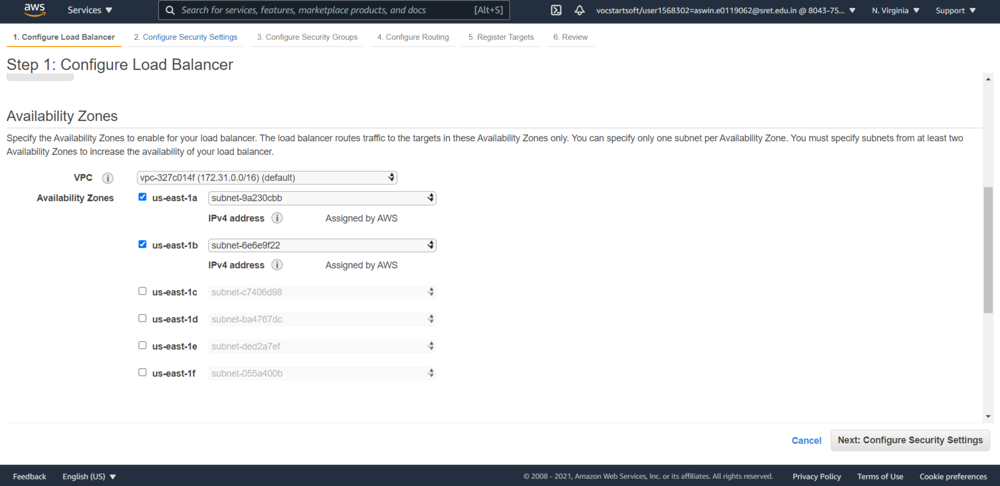 aws Services Search for services, features, marketplace products, and docs [Alt+S] vocstartsoft/user1568302=aswin.e0119062@sret.edu.in @ 8043-75... N. Virginia Support
1. Configure Load Balancer 2. Configure Security Settings 3. Configure Security Groups 4. Configure Routing 5. Register Targets 6. Review
Step 1: Configure Load Balancer
Availability Zones
Specify the Availability Zones to enable for your load balancer. The load balancer routes traffic to the targets in these Availability Zones only. You can specify only one subnet per Availability Zone. You must specify subnets from at least two
Availability Zones to increase the availability of your load balancer.
VPC i vpc-327c014f (172.31.0.0/16) (default)
Availability Zones us-east-1a subnet-9a230cbb
IPv4 address i Assigned by AWS
us-east-1b subnet-6e6e9f22
IPv4 address i Assigned by AWS
us-east-1c subnet-c7406d98
us-east-1d subnet-ba4767dc
us-east-1e subnet-ded2a7ef
us-east-1f subnet-055a400b
Cancel Next: Configure Security Settings
Feedback English (US) © 2008 - 2021, Amazon Web Services, Inc. or its affiliates. All rights reserved. Privacy Policy Terms of Use Cookie preferences